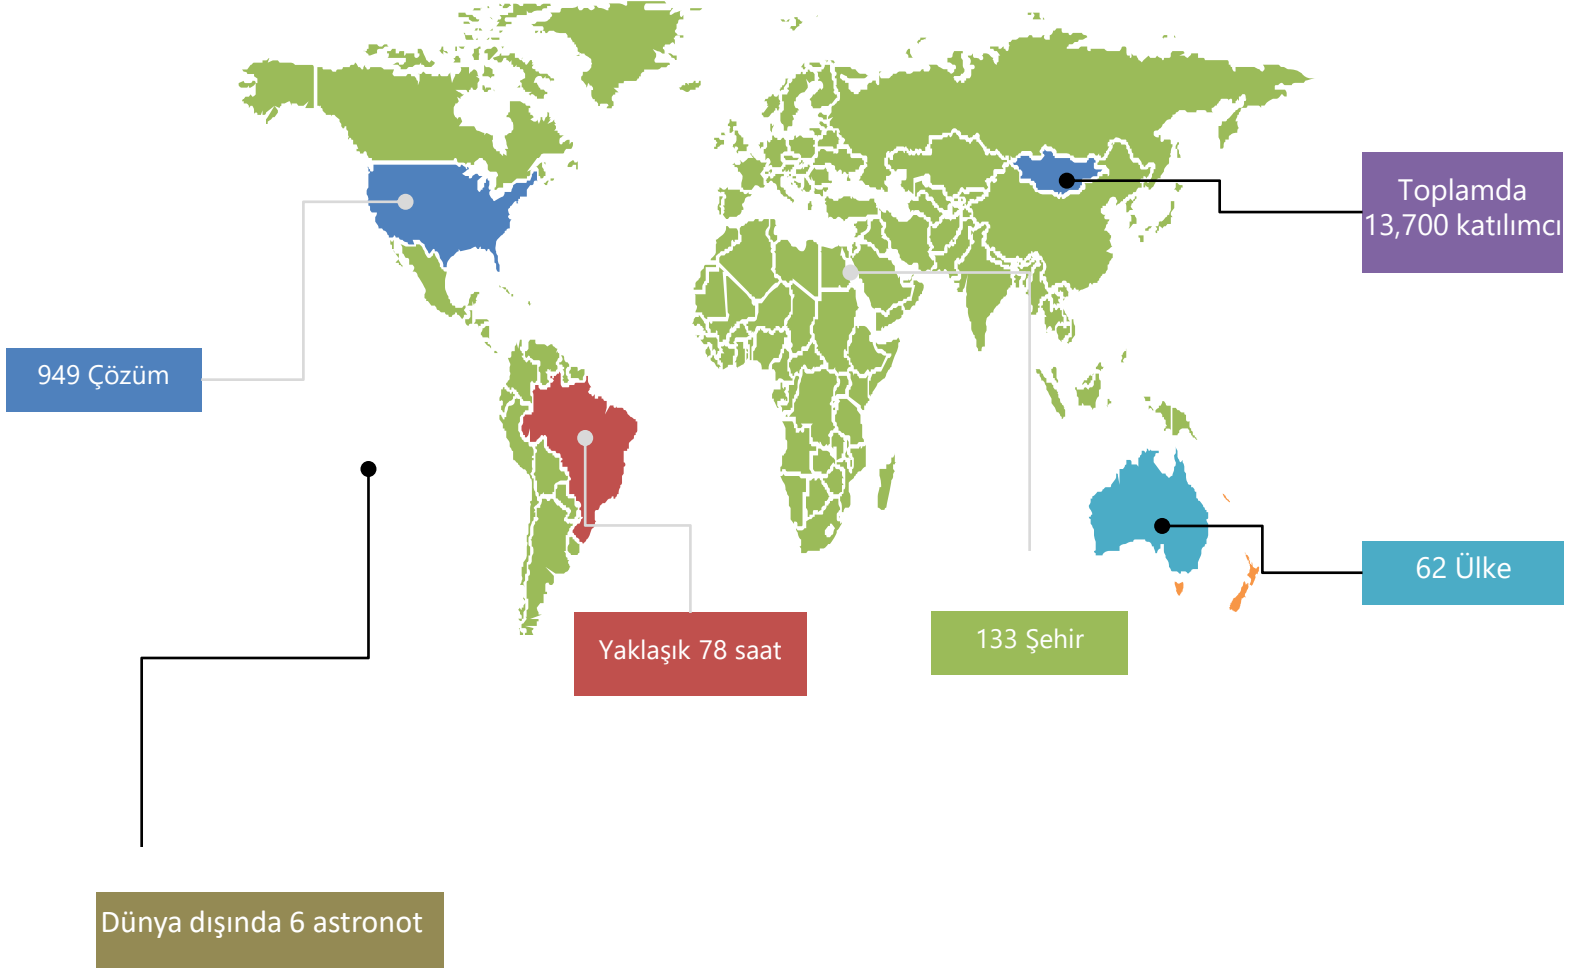 Toplamda
13,700 katılımcı
949 Çözüm
62 Ülke
Yaklaşık 78 saat
133 Şehir
Dünya dışında 6 astronot